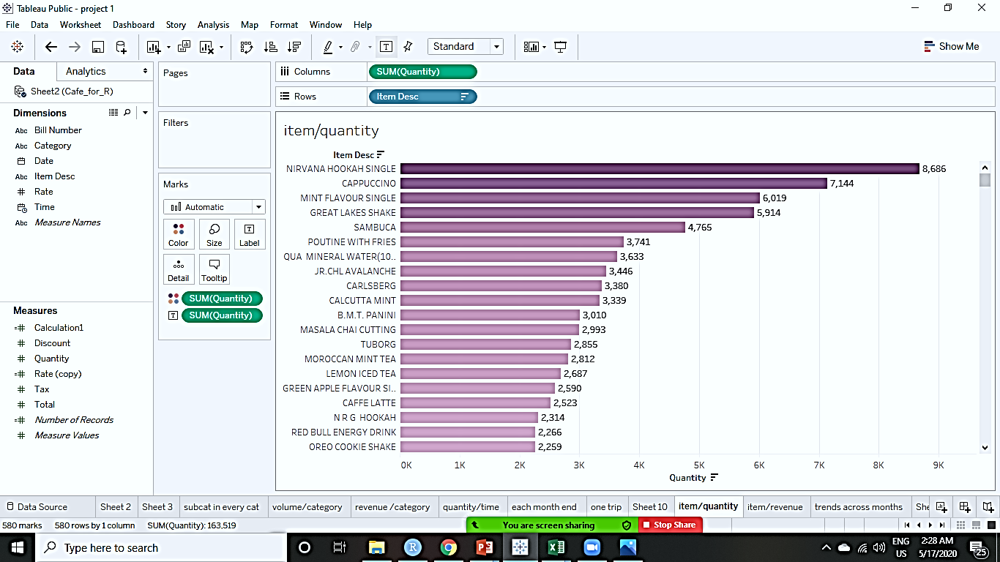 Tableau Public - project 1
File Data Worksheet Dashboard Story Analysis Map Format Window Help
Standard
Show Me
Data Analytics
Sheet2 (Cafe_for_R)
Dimensions
Abc Bill Number
Abc Category
Date
Abc Item Desc
# Rate
Time
Abc Measure Names
Measures
=# Calculation1
# Discount
# Quantity
=# Rate (copy)
# Tax
# Total
=# Number of Records
# Measure Values
Pages
Filters
Marks
Automatic
Color Size Label
Detail Tooltip
SUM(Quantity)
SUM(Quantity)
Columns SUM(Quantity)
Rows Item Desc
item/quantity
Item Desc
NIRVANA HOOKAH SINGLE 8,686
CAPPUCCINO 7,144
MINT FLAVOUR SINGLE 6,019
GREAT LAKES SHAKE 5,914
SAMBUCA 4,765
POUTINE WITH FRIES 3,741
QUA MINERAL WATER(10.. 3,633
JR.CHL AVALANCHE 3,446
CARLSBERG 3,380
CALCUTTA MINT 3,339
B.M.T. PANINI 3,010
MASALA CHAI CUTTING 2,993
TUBORG 2,855
MOROCCAN MINT TEA 2,812
LEMON ICED TEA 2,687
GREEN APPLE FLAVOUR SI.. 2,590
CAFFE LATTE 2,523
N R G HOOKAH 2,314
RED BULL ENERGY DRINK 2,266
OREO COOKIE SHAKE 2,259
0K 1K 2K 3K 4K 5K 6K 7K 8K 9K
Quantity
Data Source Sheet 2 Sheet 3 subcat in every cat volume/category revenue /category quantity/time each month end one trip Sheet 10 item/quantity item/revenue trends across months She
580 marks 580 rows by 1 column SUM(Quantity): 163,519
You are screen sharing Stop Share
Type here to search
ENG 2:28 AM
US 5/17/2020
25